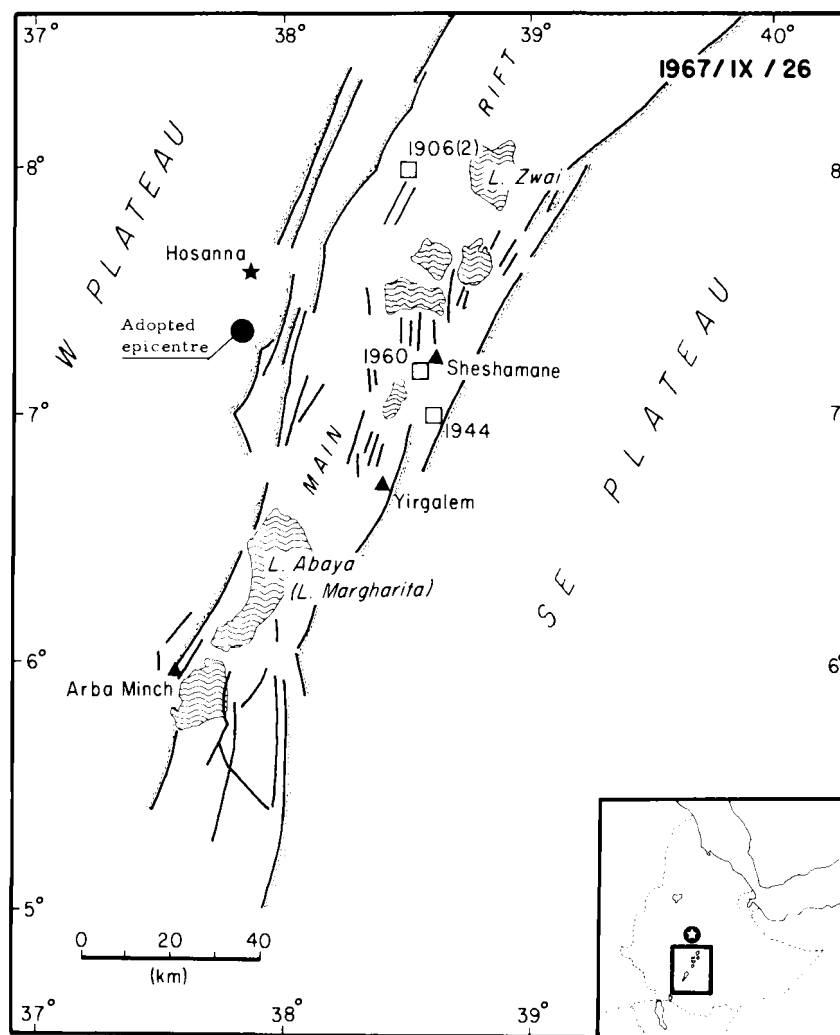 37° 38° 39° 40°
1967/IX/26
RIFT
1906(2)
8° 8
L. Zwai
W PLATEAU
Hosanna
Adopted
epicentre
1960
Sheshamane
7° 7
1944
MAIN
SE PLATEAU
Yirgalem
L. Abaya
(L. Margharita)
6° 6°
Arba Minch
5°
0 20 40
(km)
37° 38° 39°